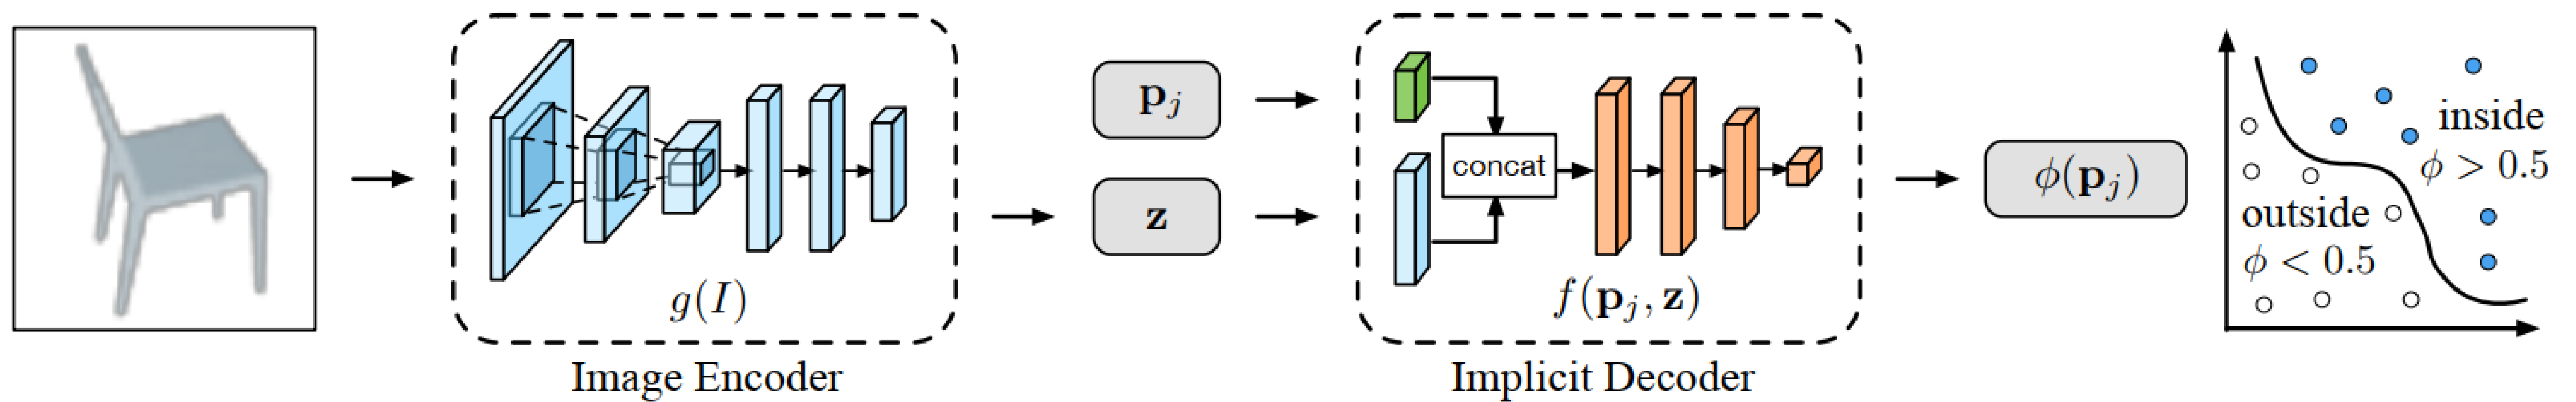 g(I)
Image Encoder
p_j
z
concat
f(p_j, z)
Implicit Decoder
ϕ(p_j)
inside
ϕ > 0.5
outside
ϕ < 0.5